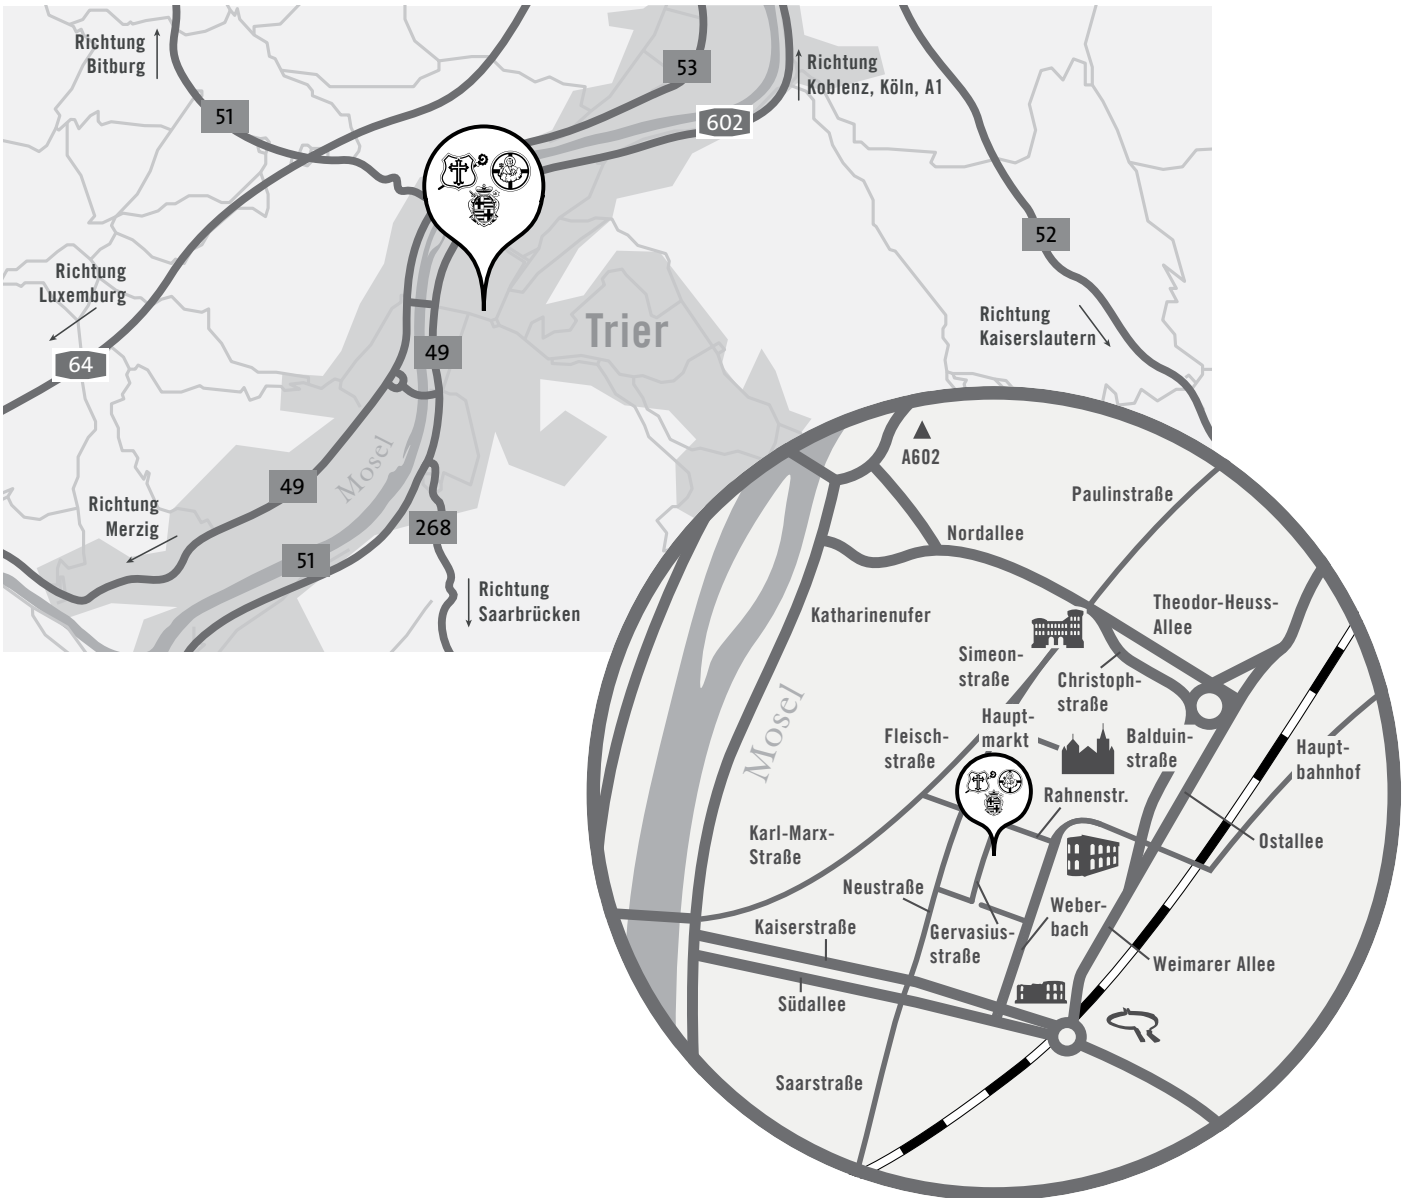 Richtung
Bitburg
51
53
Richtung
Koblenz, Köln, A1
602
52
Richtung
Luxemburg
64
Trier
Richtung
Kaiserslautern
49
Mosel
49
Richtung
Merzig
268
51
Richtung
Saarbrücken
A602
Paulinstraße
Nordallee
Theodor-Heuss-
Allee
Katharinenufer
Simeon-
straße
Christoph-
straße
Mosel
Haupt-
markt
Fleisch-
straße
Balduin-
straße
Haupt-
bahnhof
Rahnenstr.
Karl-Marx-
Straße
Ostallee
Neustraße
Weber-
bach
Kaiserstraße
Gervasius-
straße
Weimarer Allee
Südallee
Saarstraße